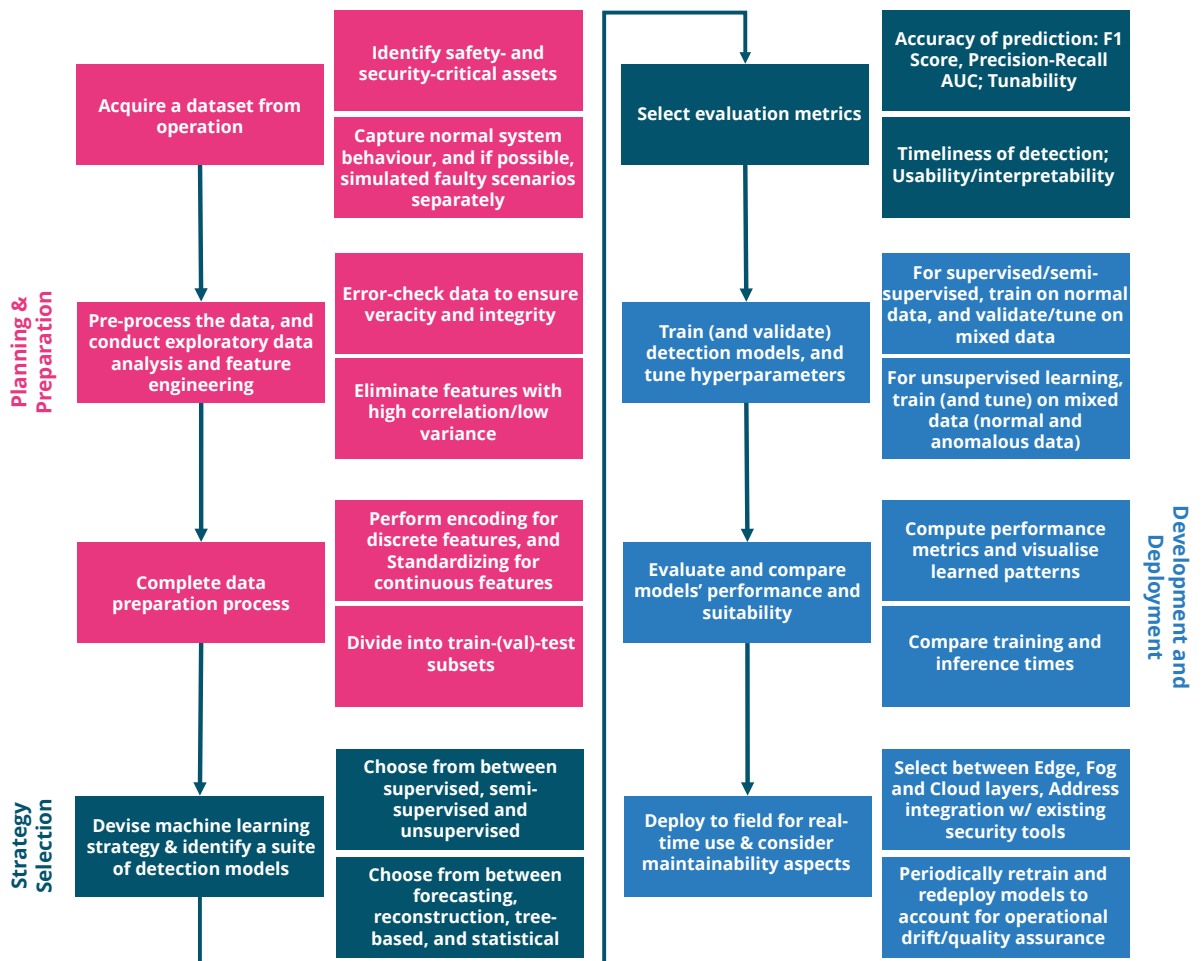 Planning &
Preparation
Acquire a dataset from
operation
Identify safety- and
security-critical assets
Capture normal system
behaviour, and if possible,
simulated faulty scenarios
separately
Pre-process the data, and
conduct exploratory data
analysis and feature
engineering
Error-check data to ensure
veracity and integrity
Eliminate features with
high correlation/low
variance
Complete data
preparation process
Perform encoding for
discrete features, and
Standardizing for
continuous features
Divide into train-(val)-test
subsets
Strategy
Selection
Devise machine learning
strategy & identify a suite
of detection models
Choose from between
supervised, semi-
supervised and
unsupervised
Choose from between
forecasting,
reconstruction, tree-
based, and statistical
Select evaluation metrics
Accuracy of prediction: F1
Score, Precision-Recall
AUC; Tunability
Timeliness of detection;
Usability/interpretability
Train (and validate)
detection models, and
tune hyperparameters
For supervised/semi-
supervised, train on normal
data, and validate/tune on
mixed data
For unsupervised learning,
train (and tune) on mixed
data (normal and
anomalous data)
Development and
Deployment
Evaluate and compare
models’ performance and
suitability
Compute performance
metrics and visualise
learned patterns
Compare training and
inference times
Deploy to field for real-
time use & consider
maintainability aspects
Select between Edge, Fog
and Cloud layers, Address
integration w/ existing
security tools
Periodically retrain and
redeploy models to
account for operational
drift/quality assurance